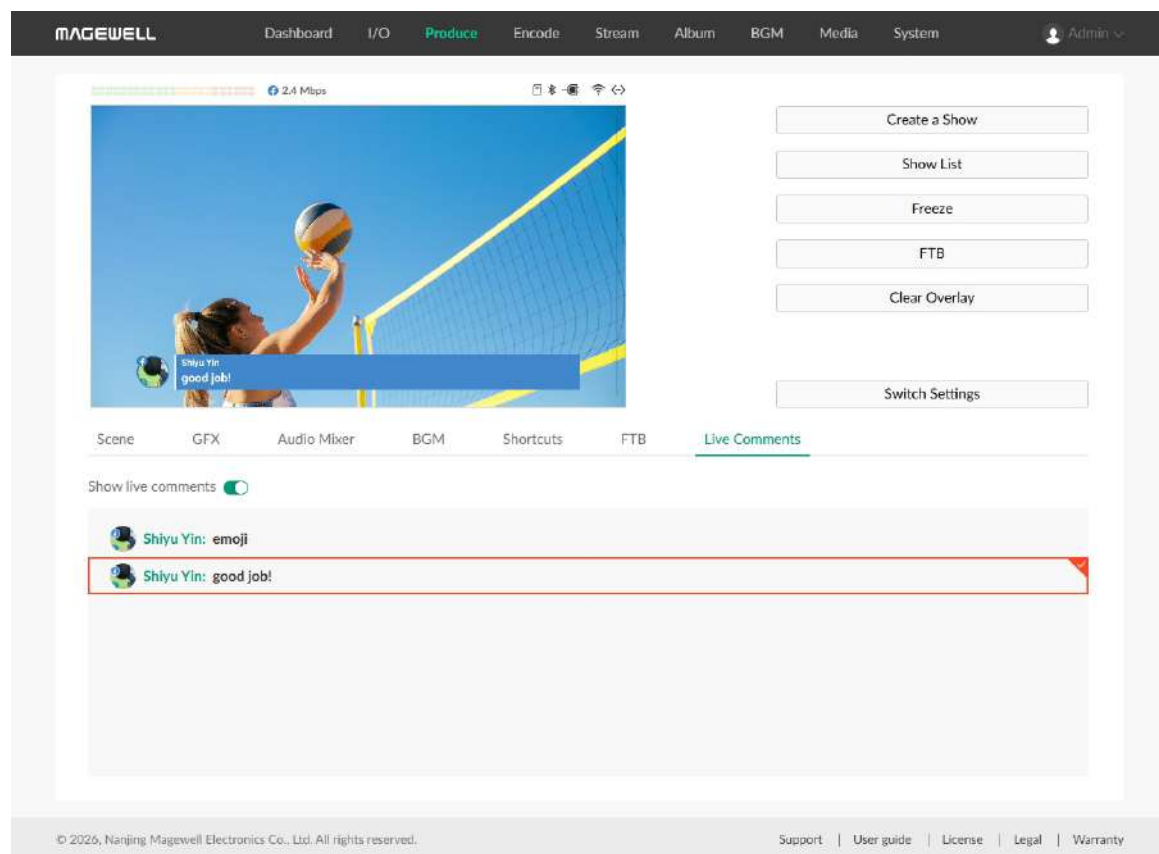 MAGEWELL Dashboard I/O Produce Encode Stream Album BGM Media System Admin
2.4 Mbps
Create a Show
Show List
Freeze
FTB
Clear Overlay
Shiyu Yin
good job!
Switch Settings
Scene GFX Audio Mixer BGM Shortcuts FTB Live Comments
Show live comments
Shiyu Yin: emoji
Shiyu Yin: good job!
© 2026, Nanjing Magewell Electronics Co., Ltd. All rights reserved. Support | User guide | License | Legal | Warranty